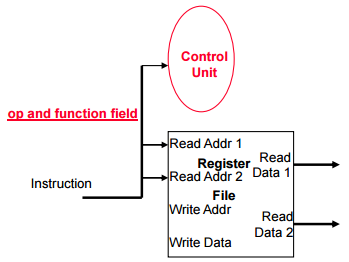 Control
Unit
op and function field
Read Addr 1
Register
Read
Data 1
Read Addr 2
Instruction
File
Write Addr
Read
Data 2
Write Data